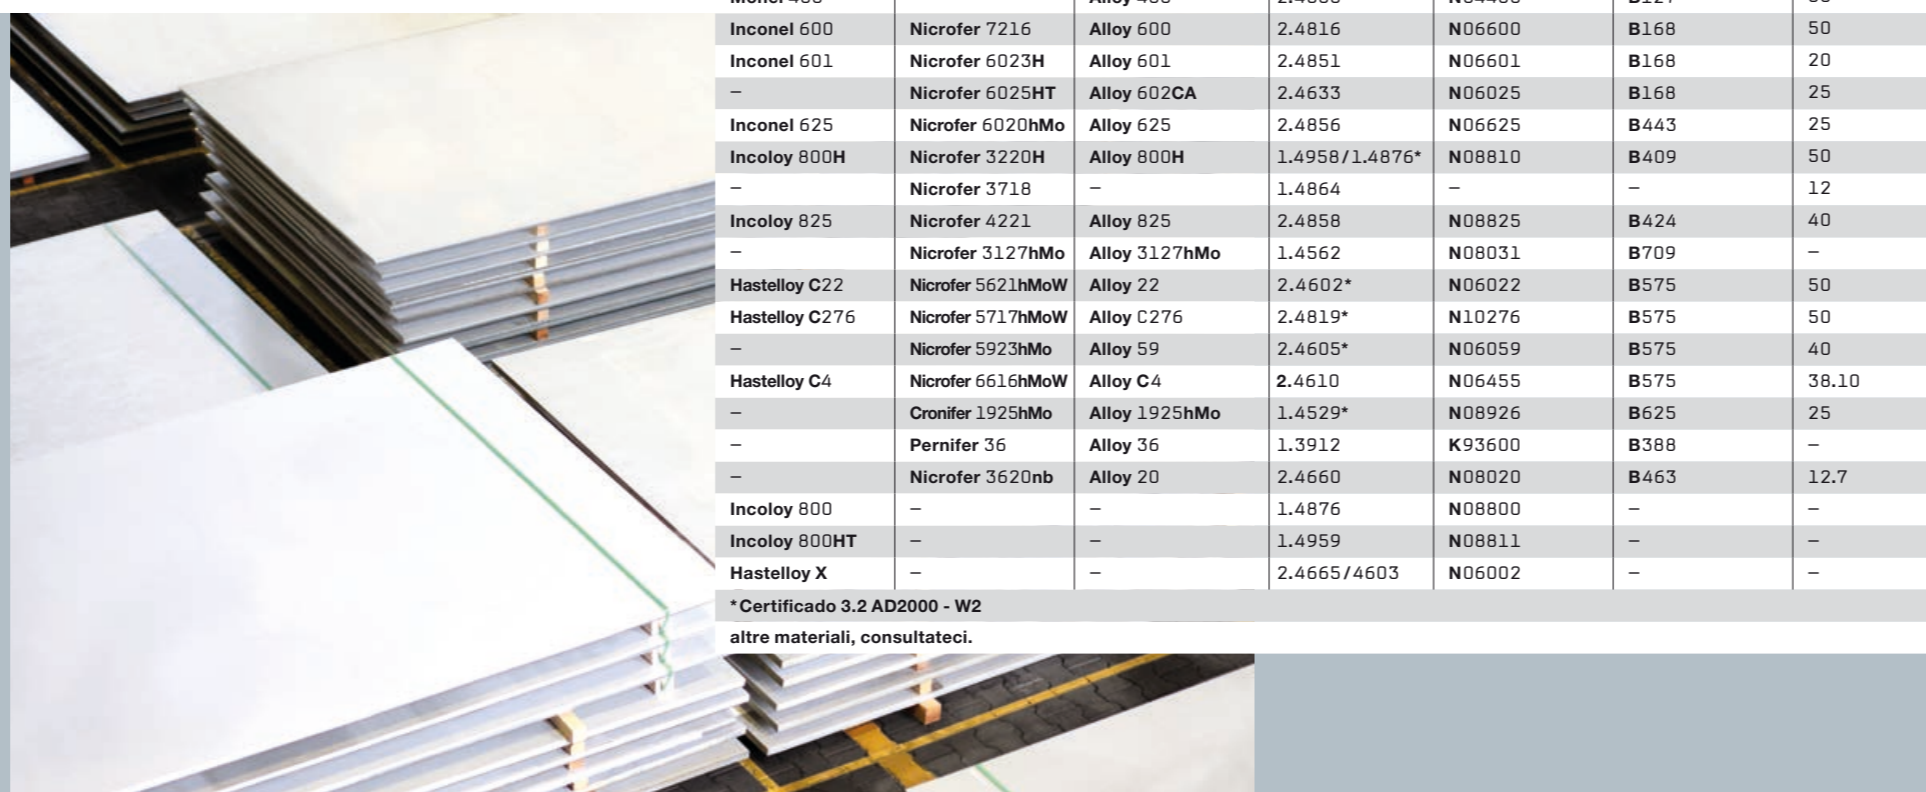 Inconel 600 Nicrofer 7216 Alloy 600 2.4816 N06600 B168 50
Inconel 601 Nicrofer 6023H Alloy 601 2.4851 N06601 B168 20
– Nicrofer 6025HT Alloy 602CA 2.4633 N06025 B168 25
Inconel 625 Nicrofer 6020hMo Alloy 625 2.4856 N06625 B443 25
Incoloy 800H Nicrofer 3220H Alloy 800H 1.4958/1.4876* N08810 B409 50
– Nicrofer 3718 – 1.4864 – – 12
Incoloy 825 Nicrofer 4221 Alloy 825 2.4858 N08825 B424 40
– Nicrofer 3127hMo Alloy 3127hMo 1.4562 N08031 B709 –
Hastelloy C22 Nicrofer 5621hMoW Alloy 22 2.4602* N06022 B575 50
Hastelloy C276 Nicrofer 5717hMoW Alloy C276 2.4819* N10276 B575 50
– Nicrofer 5923hMo Alloy 59 2.4605* N06059 B575 40
Hastelloy C4 Nicrofer 6616hMoW Alloy C4 2.4610 N06455 B575 38.10
– Cronifer 1925hMo Alloy 1925hMo 1.4529* N08926 B625 25
– Pernifer 36 Alloy 36 1.3912 K93600 B388 –
– Nicrofer 3620nb Alloy 20 2.4660 N08020 B463 12.7
Incoloy 800 – – 1.4876 N08800 – –
Incoloy 800HT – – 1.4959 N08811 – –
Hastelloy X – – 2.4665/4603 N06002 – –
*Certificado 3.2 AD2000 - W2
altre materiali, consultateci.